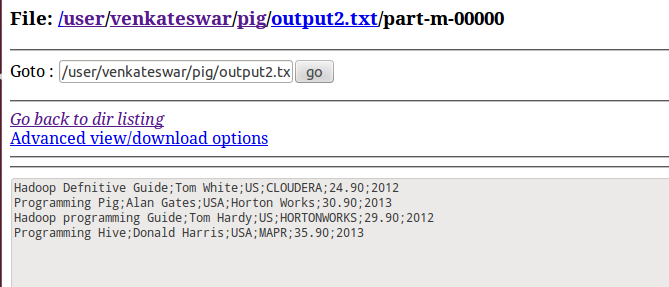 File: /user/venkateswar/pig/output2.txt/part-m-00000
Goto : /user/venkateswar/pig/output2.tx go
Go back to dir listing
Advanced view/download options
Hadoop Defnitive Guide;Tom White;US;CLOUDERA;24.90;2012
Programming Pig;Alan Gates;USA;Horton Works;30.90;2013
Hadoop programming Guide;Tom Hardy;US;HORTONWORKS;29.90;2012
Programming Hive;Donald Harris;USA;MAPR;35.90;2013